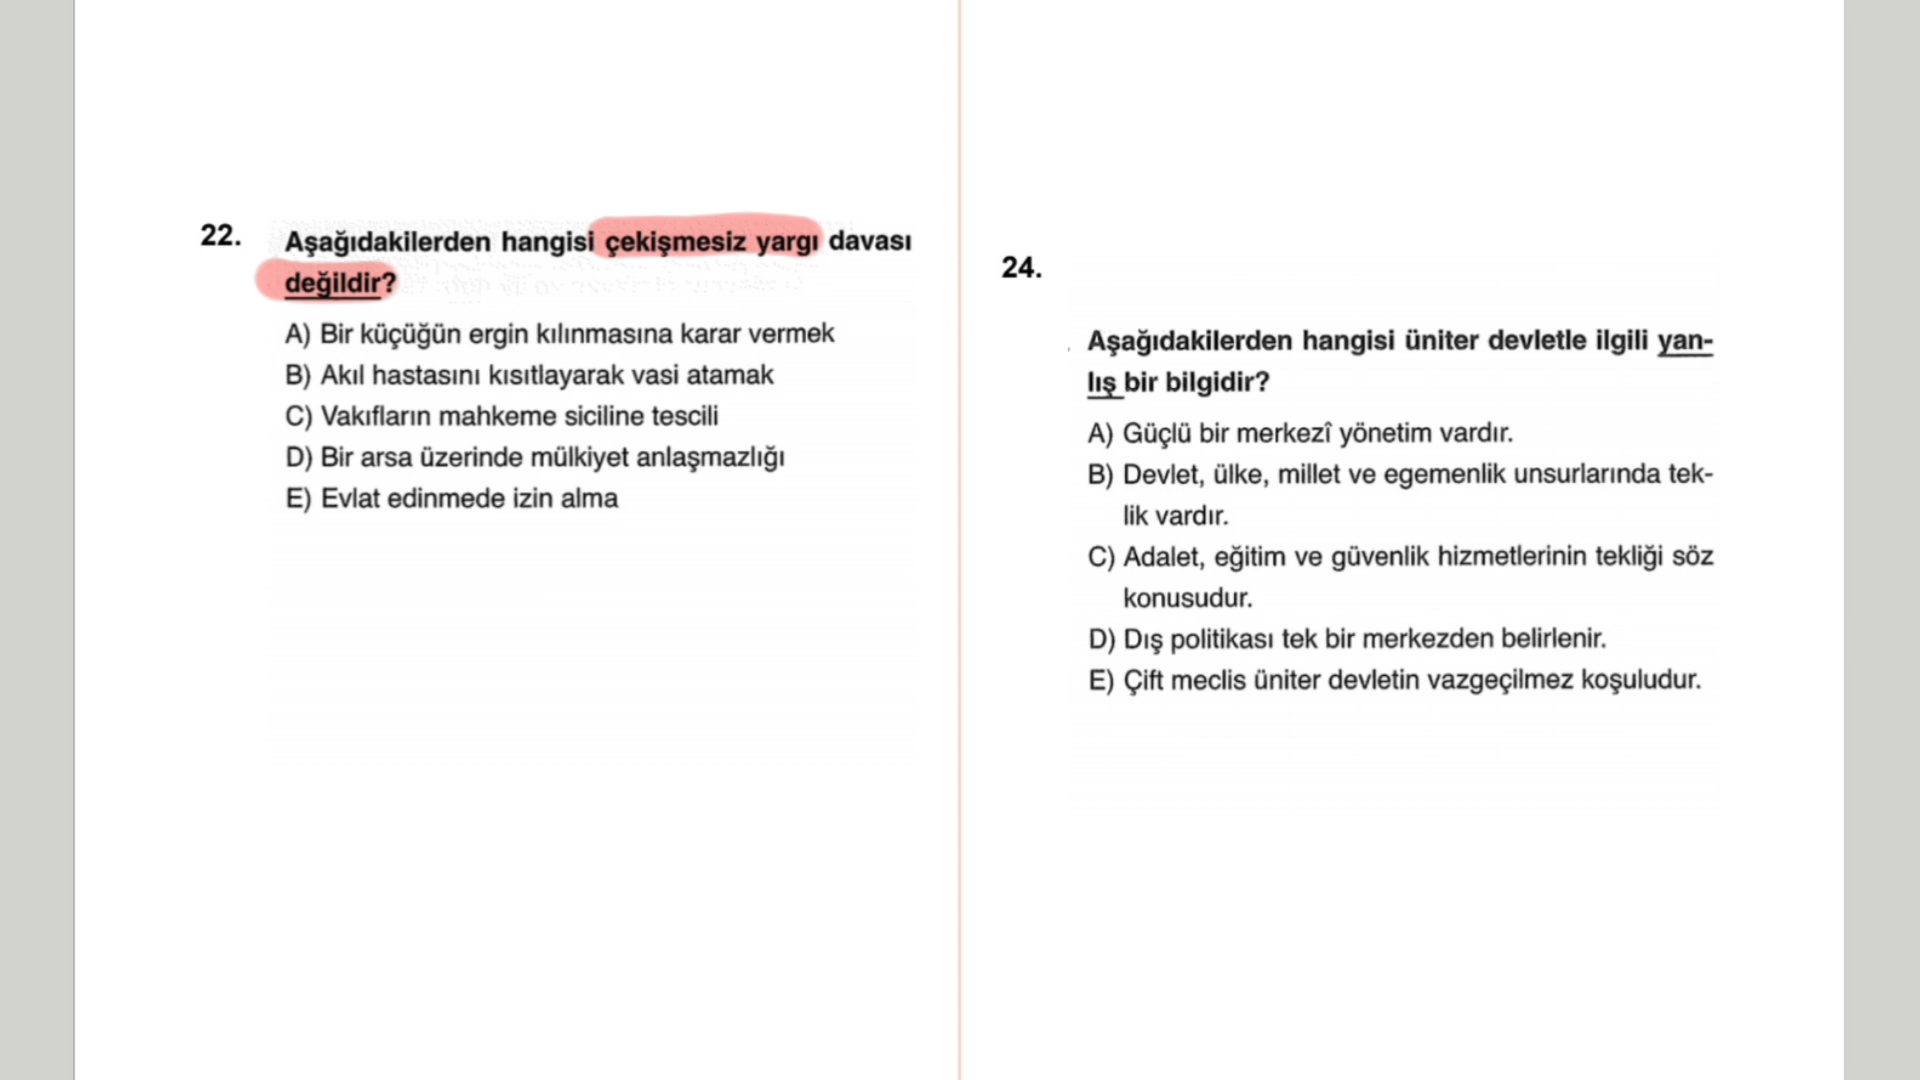 22.
Aşağıdakilerden hangisi çekişmesiz yargı davası
değildir?
A) Bir küçüğün ergin kılınmasına karar vermek
B) Akıl hastasını kısıtlayarak vasi atamak
C) Vakıfların mahkeme siciline tescili
D) Bir arsa üzerinde mülkiyet anlaşmazlığı
E) Evlat edinmede izin alma
24.
Aşağıdakilerden hangisi üniter devletle ilgili yan-
lış bir bilgidir?
A) Güçlü bir merkezî yönetim vardır.
B) Devlet, ülke, millet ve egemenlik unsurlarında tek-
lik vardır.
C) Adalet, eğitim ve güvenlik hizmetlerinin tekliği söz
konusudur.
D) Dış politikası tek bir merkezden belirlenir.
E) Çift meclis üniter devletin vazgeçilmez koşuludur.